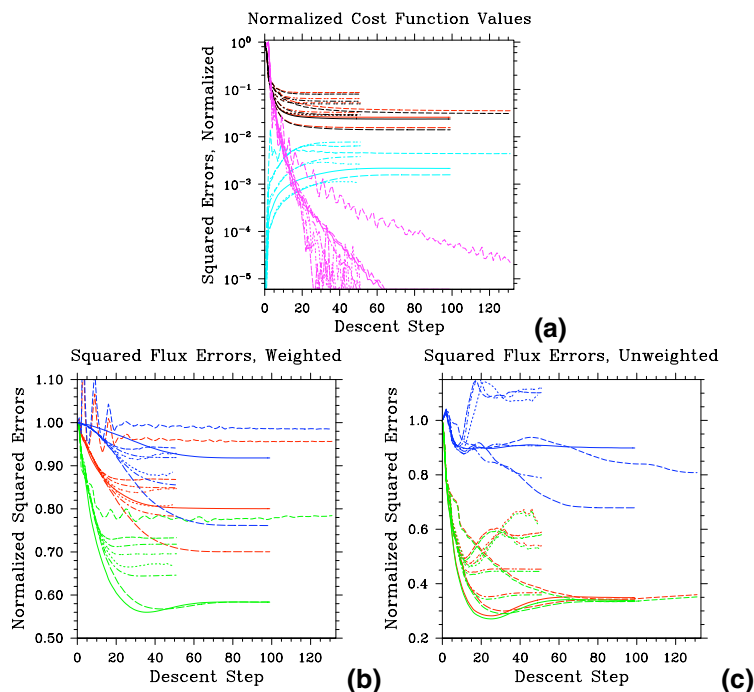 Normalized Cost Function Values
Squared Errors, Normalized
10⁰
10⁻¹
10⁻²
10⁻³
10⁻⁴
10⁻⁵
0 20 40 60 80 100 120
Descent Step
(a)
Squared Flux Errors, Weighted
Normalized Squared Errors
1.10
1.00
0.90
0.80
0.70
0.60
0.50
0 20 40 60 80 100 120
Descent Step
(b)
Squared Flux Errors, Unweighted
Normalized Squared Errors
1.0
0.8
0.6
0.4
0.2
0 20 40 60 80 100 120
Descent Step
(c)